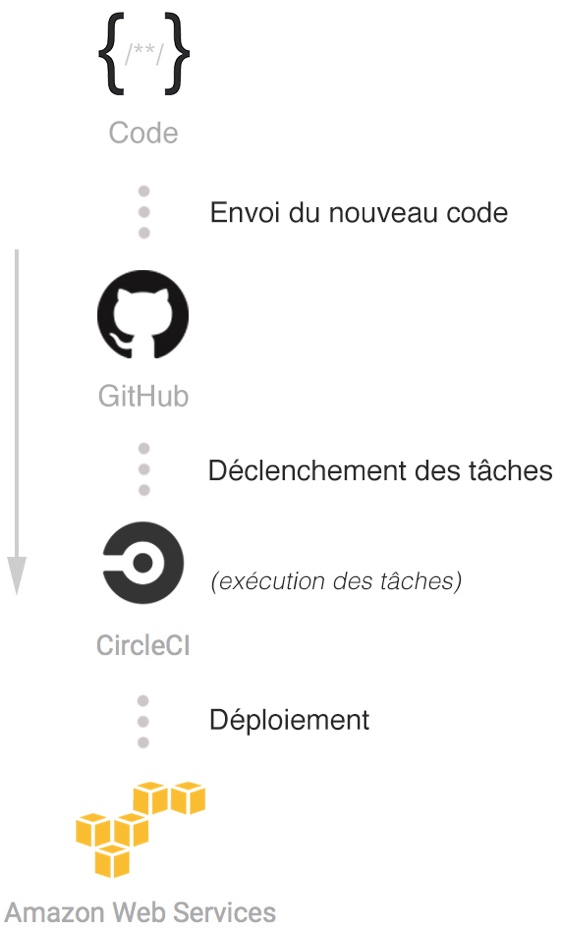 {/**/}
Code
Envoi du nouveau code
GitHub
Déclenchement des tâches
(exécution des tâches)
CircleCI
Déploiement
Amazon Web Services